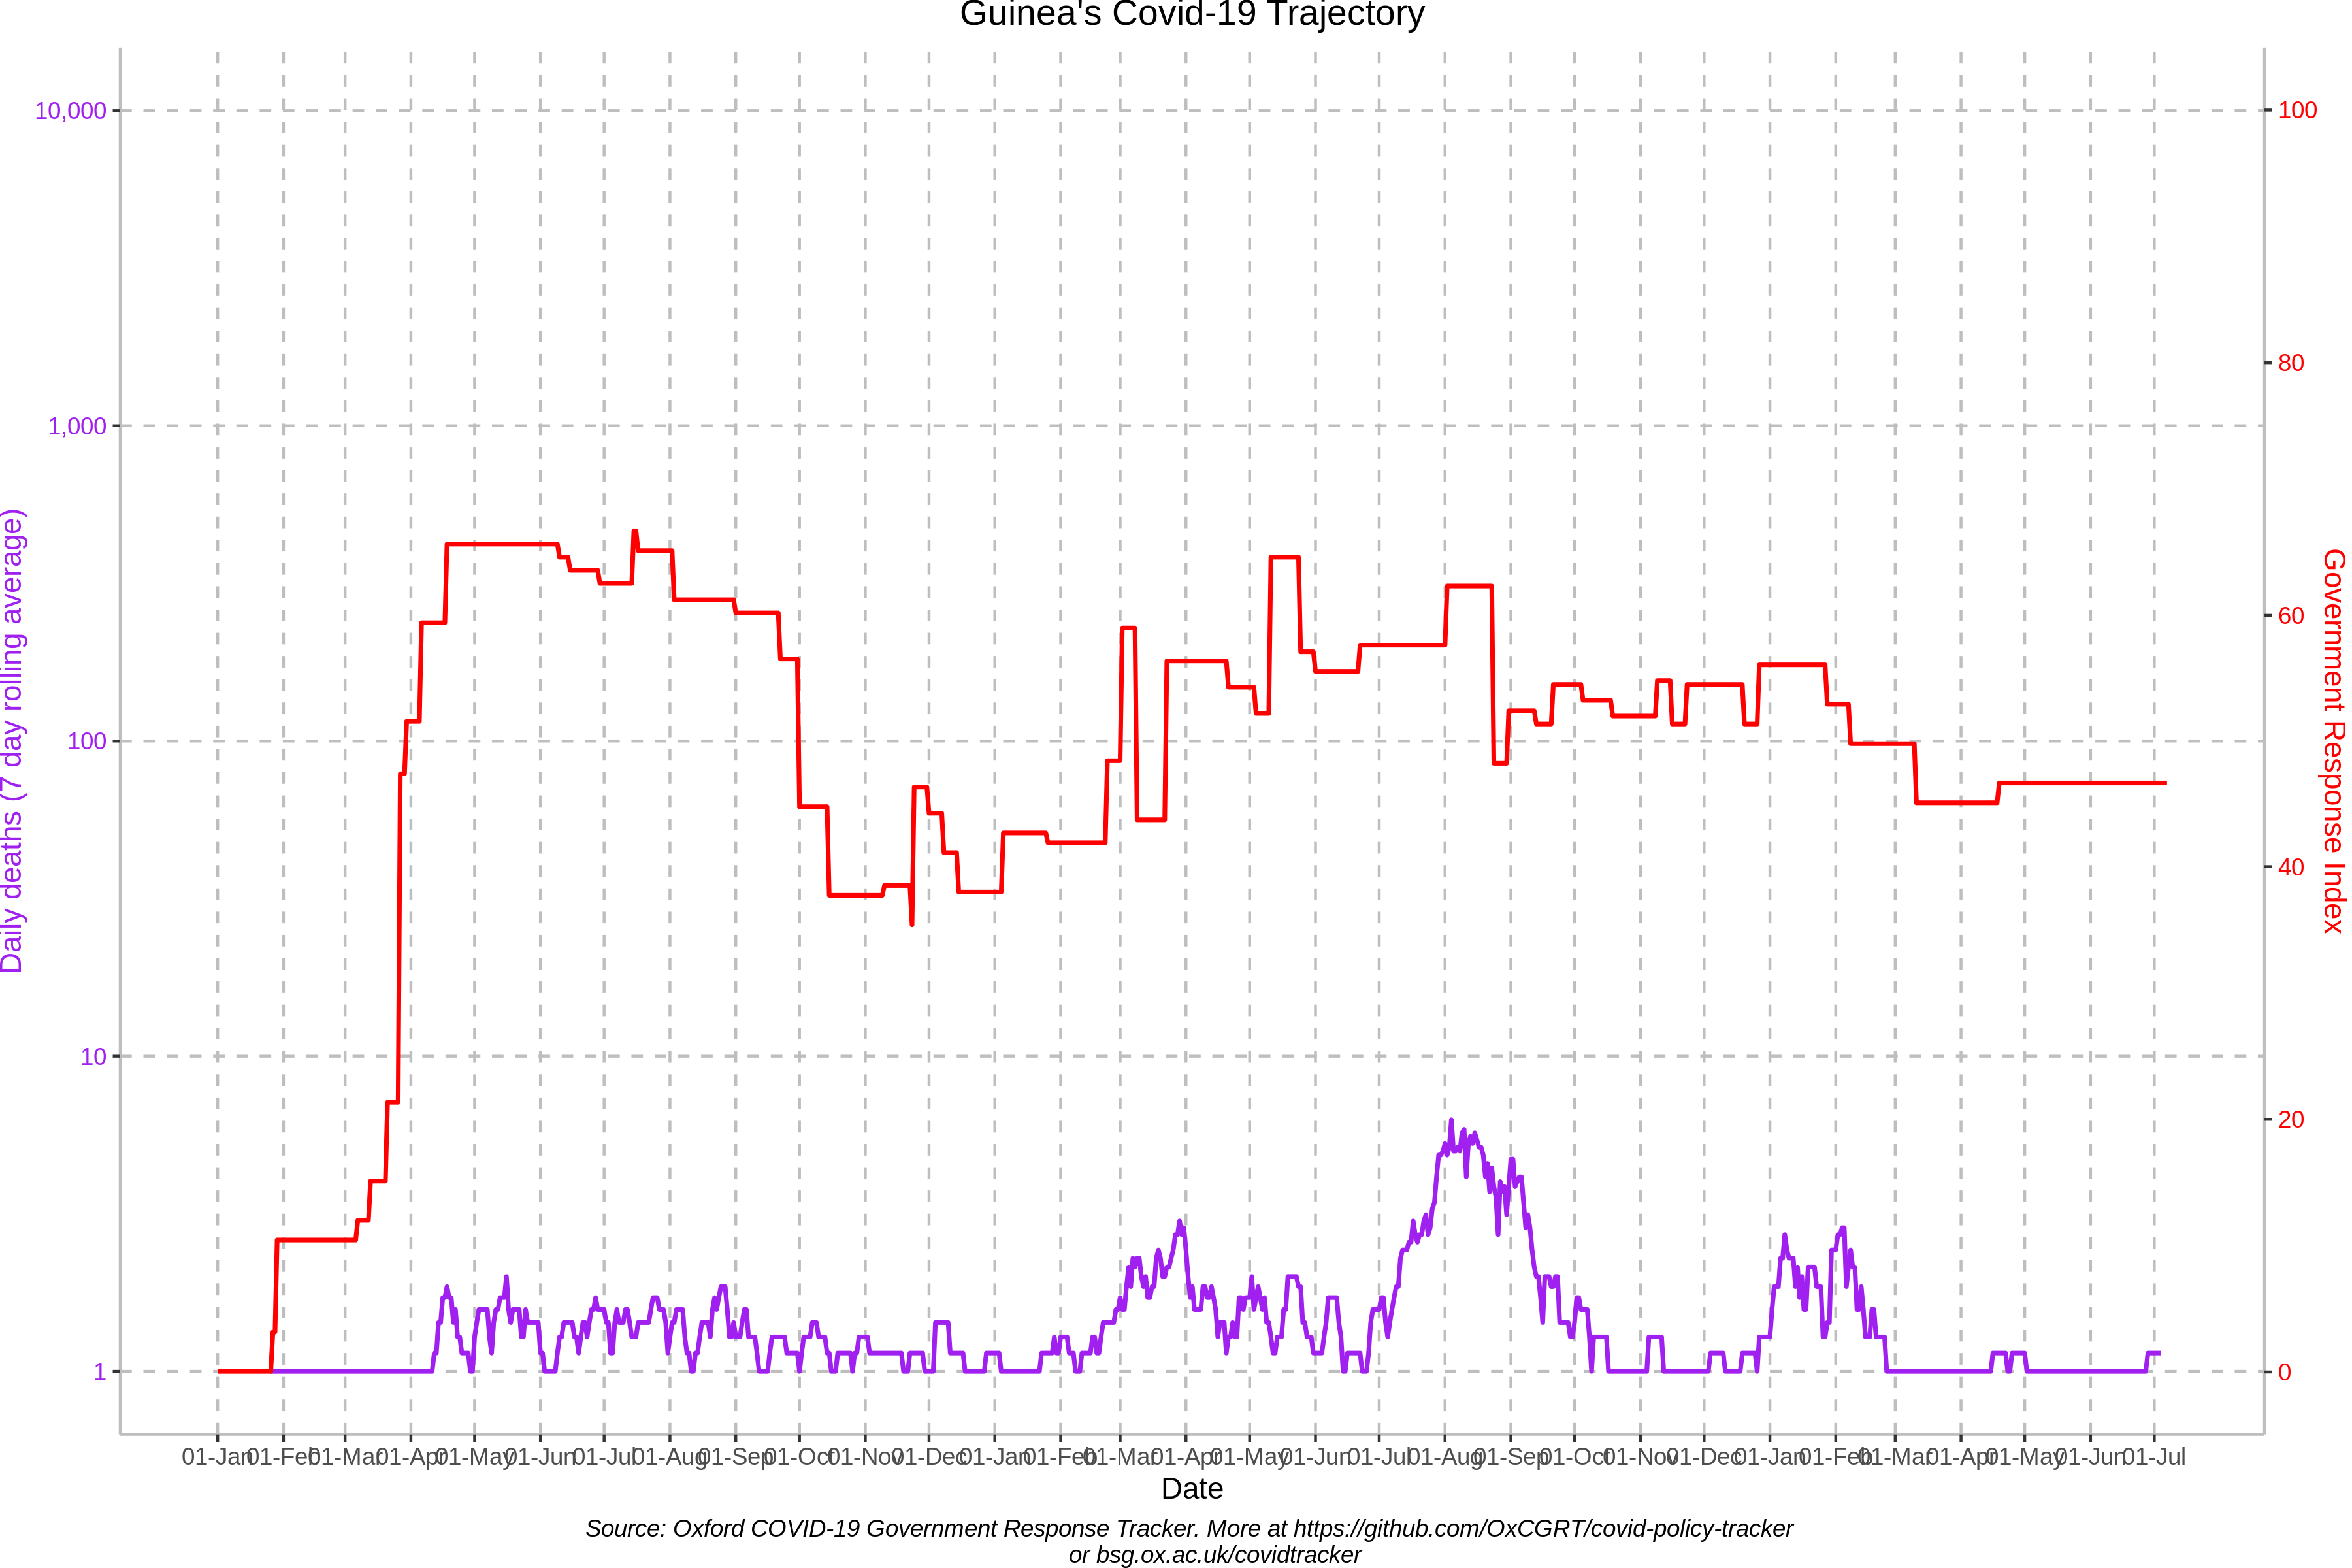 Guinea's Covid-19 Trajectory
10,000
1,000
100
10
1
Daily deaths (7 day rolling average)
100
80
60
40
20
0
Government Response Index
01-Jan 01-Feb 01-Mar 01-Apr 01-May 01-Jun 01-Jul 01-Aug 01-Sep 01-Oct 01-Nov 01-Dec 01-Jan 01-Feb 01-Mar 01-Apr 01-May 01-Jun 01-Jul 01-Aug 01-Sep 01-Oct 01-Nov 01-Dec 01-Jan 01-Feb 01-Mar 01-Apr 01-May 01-Jun 01-Jul
Date
Source: Oxford COVID-19 Government Response Tracker. More at https://github.com/OxCGRT/covid-policy-tracker
or bsg.ox.ac.uk/covidtracker